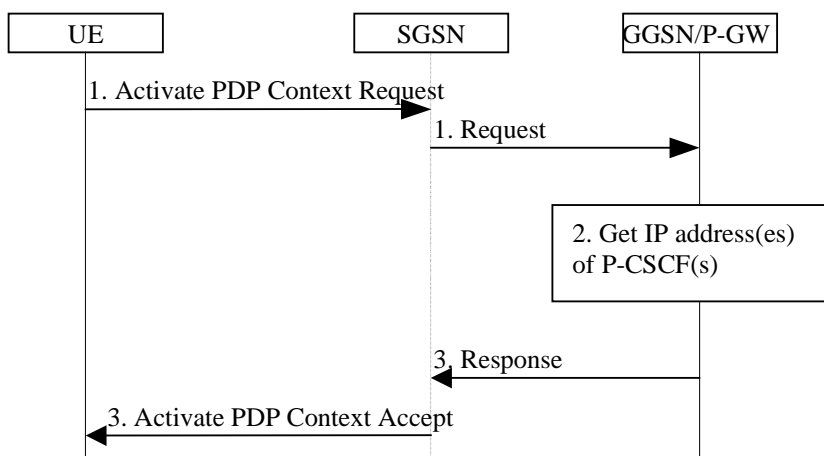 UE
SGSN
GGSN/P-GW
1. Activate PDP Context Request
1. Request
2. Get IP address(es)
of P-CSCF(s)
3. Response
3. Activate PDP Context Accept